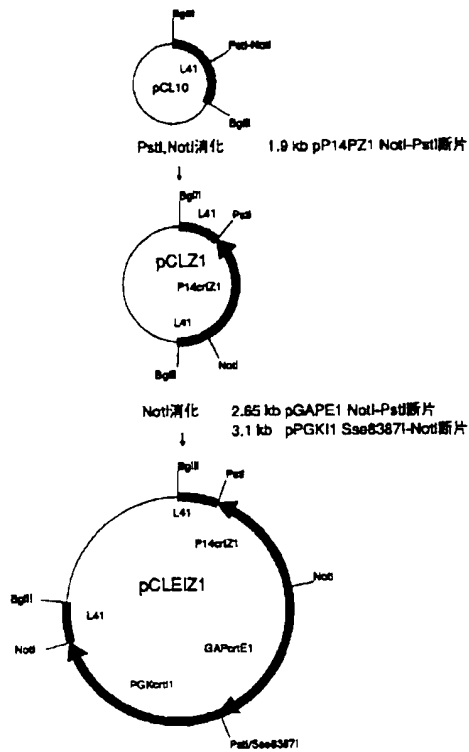 BglII
PstI-NotI
L41
pCL10
BglII
PstI,NotI消化 1.9 kb pP14PZ1 NotI-PstI断片
↓
BglII
L41
PstI
pCLZ1
P14crtZ1
L41
BglII
NotI
NotI消化 2.65 kb pGAPE1 NotI-PstI断片
3.1 kb pPGKI1 Sse8387I-NotI断片
↓
BglII
PstI
L41
P14crtZ1
NotI
pCLEIZ1
BglII
L41
NotI
GAPcrtE1
PGKcrtI1
PstI/Sse8387I